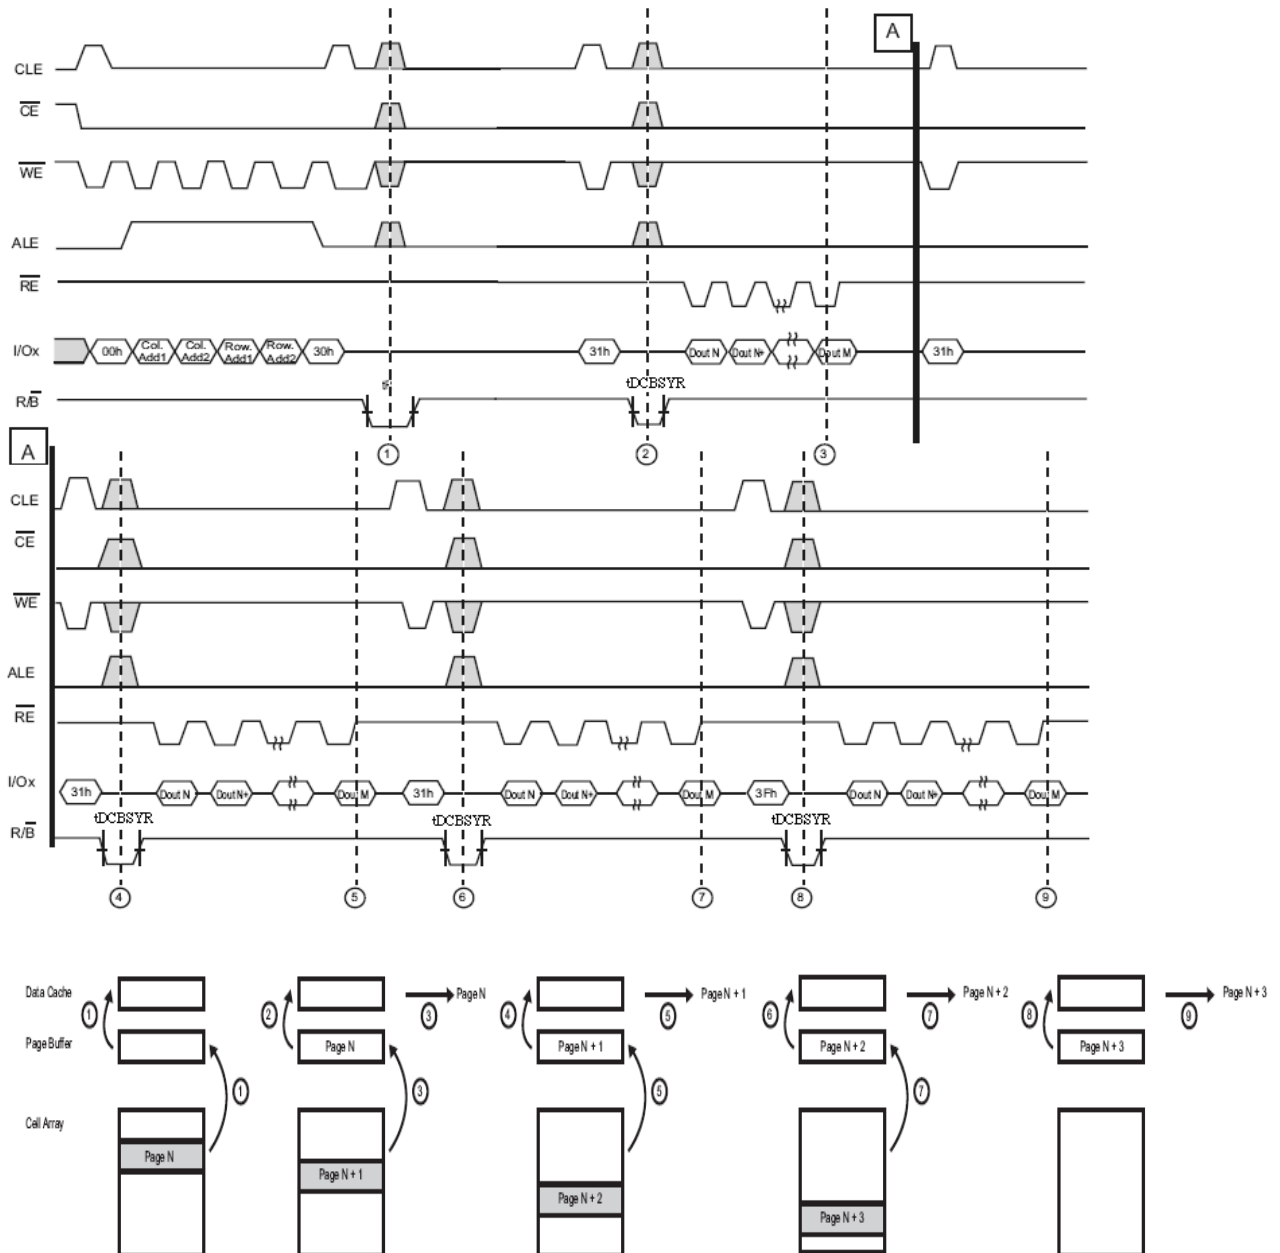 A
CLE
CE
WE
ALE
RE
I/Ox 00h Col. Add1 Col. Add2 Row. Add1 Row. Add2 30h 31h Dout N Dout N+ Dout M 31h
tDCBSYR
R/B
1 2 3
A
CLE
CE
WE
ALE
RE
I/Ox 31h Dout N Dout N+ Dout M 31h Dout N Dout N+ Dout M 3Fh Dout N Dout N+ Dout M
tDCBSYR tDCBSYR tDCBSYR
R/B
4 5 6 7 8 9
Data Cache 1 2 3 Page N 4 5 Page N + 1 6 7 Page N + 2 8 9 Page N + 3
Page Buffer Page N Page N + 1 Page N + 2 Page N + 3
1 3 5 7
Cell Array
Page N
Page N + 1
Page N + 2
Page N + 3